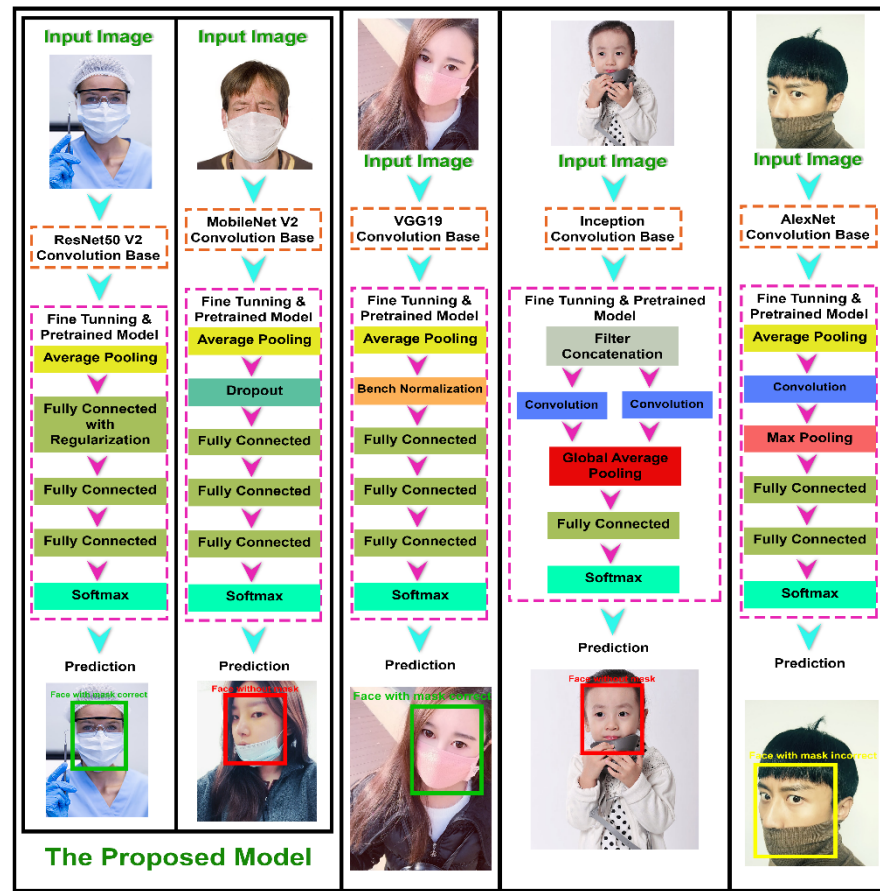 Input Image
ResNet50 V2
Convolution Base
Fine Tunning &
Pretrained Model
Average Pooling
Fully Connected
with
Regularization
Fully Connected
Fully Connected
Softmax
Prediction
Face with mask correct
Input Image
MobileNet V2
Convolution Base
Fine Tunning &
Pretrained Model
Average Pooling
Dropout
Fully Connected
Fully Connected
Fully Connected
Softmax
Prediction
Face without mask
The Proposed Model
Input Image
VGG19
Convolution Base
Fine Tunning &
Pretrained Model
Average Pooling
Bench Normalization
Fully Connected
Fully Connected
Fully Connected
Softmax
Prediction
Face with mask correct
Input Image
Inception
Convolution Base
Fine Tunning & Pretrained
Model
Filter
Concatenation
Convolution
Convolution
Global Average
Pooling
Fully Connected
Softmax
Prediction
Face without mask
Input Image
AlexNet
Convolution Base
Fine Tunning &
Pretrained Model
Average Pooling
Convolution
Max Pooling
Fully Connected
Fully Connected
Softmax
Prediction
Face with mask incorrect